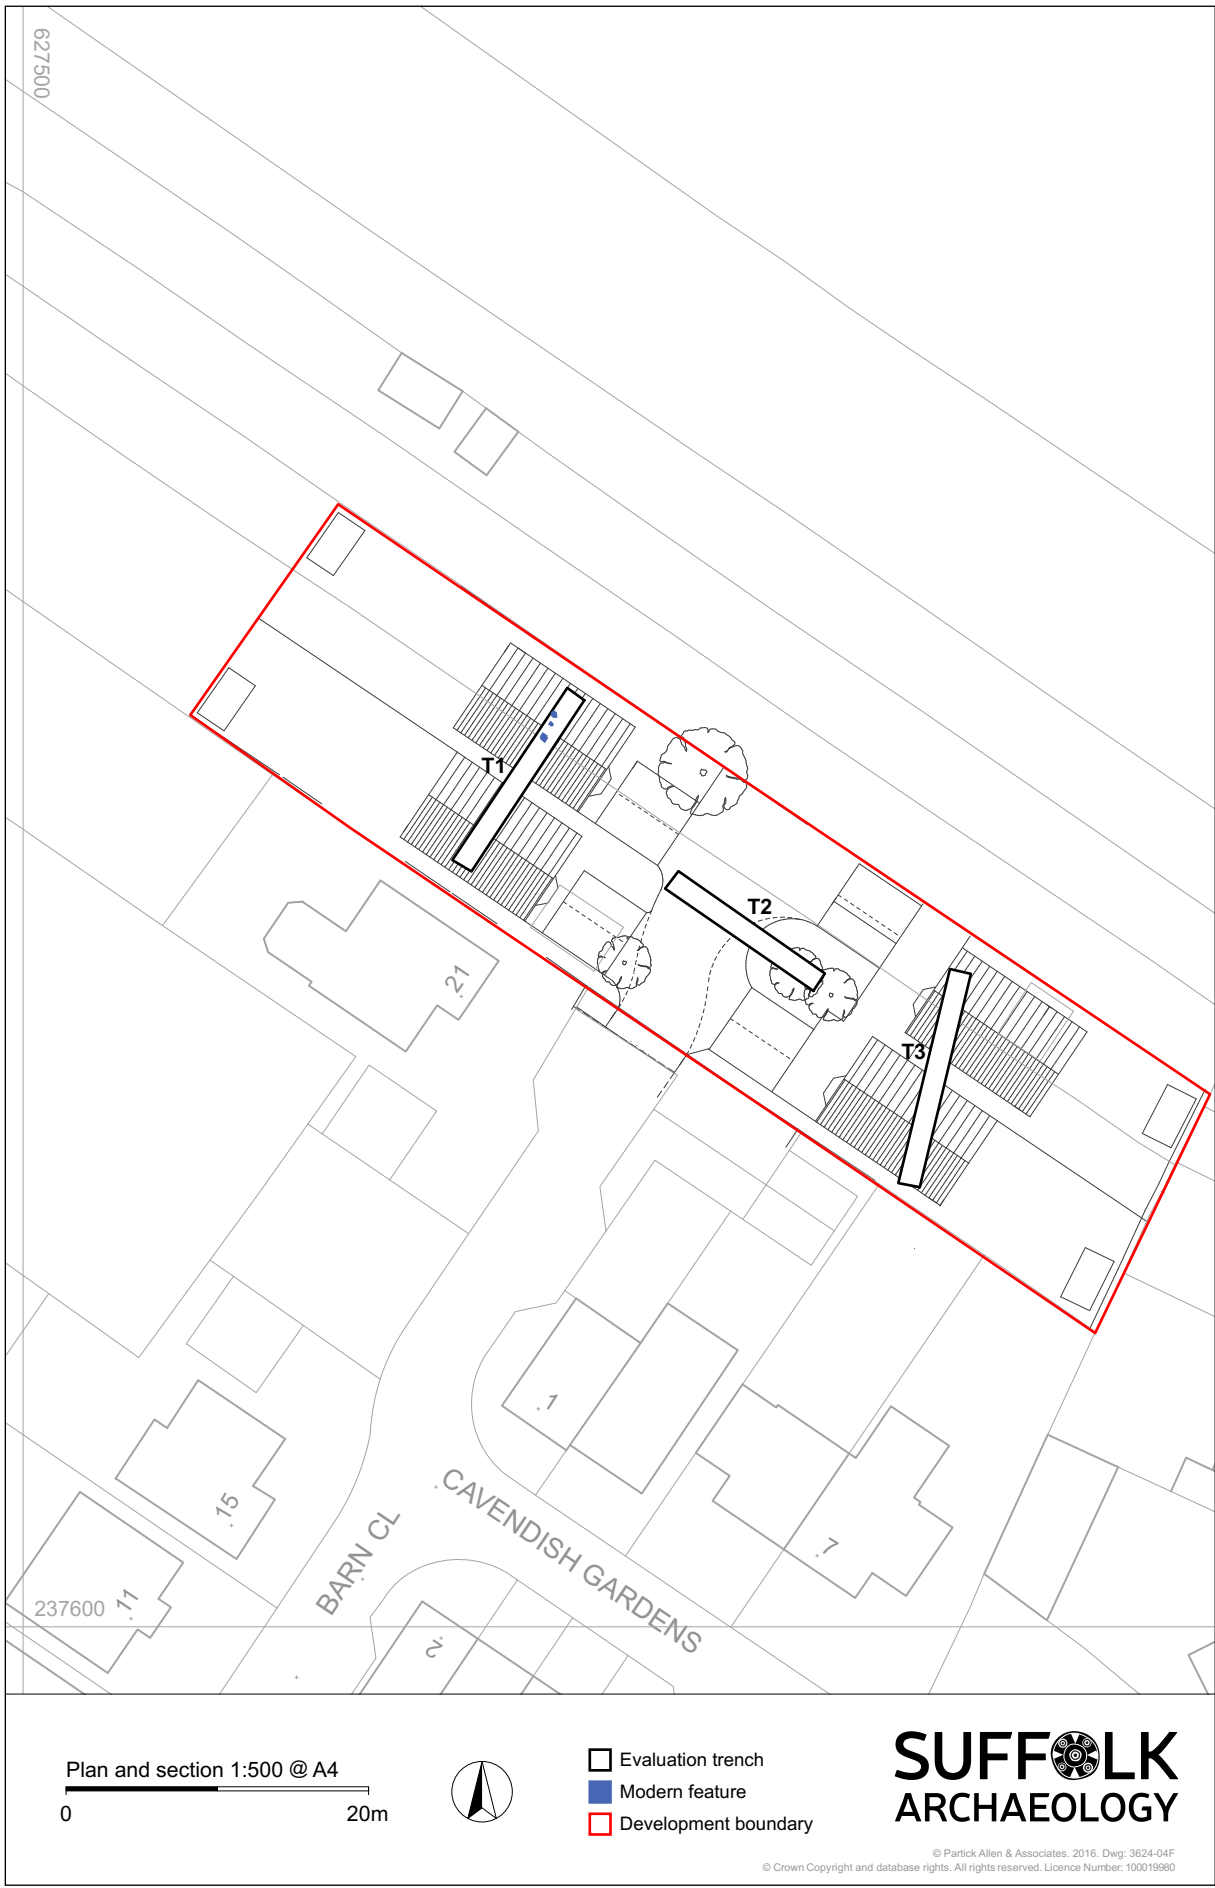 627500
T1
T2
T3
21
1
7
15
11
2
BARN CL
CAVENDISH GARDENS
237600
Plan and section 1:500 @ A4
0
20m
Evaluation trench
Modern feature
Development boundary
SUFFOLK
ARCHAEOLOGY
© Partick Allen & Associates. 2016. Dwg: 3624-04F
© Crown Copyright and database rights. All rights reserved. Licence Number: 100019980